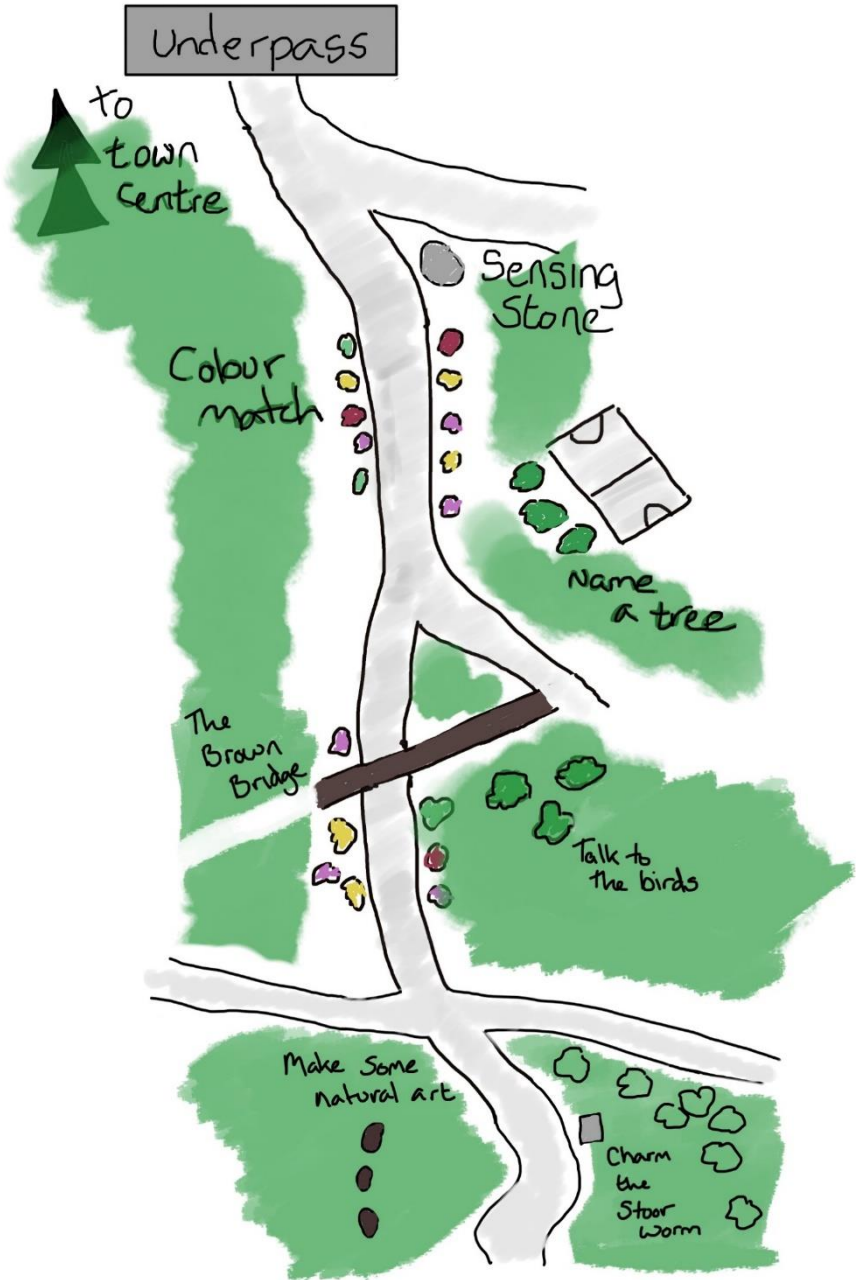 Underpass
to
town
Centre
Sensing
Stone
Colour
match
Name
a tree
The
Brown
Bridge
Talk to
the birds
Make some
natural art
Charm
the
Stoor
worm